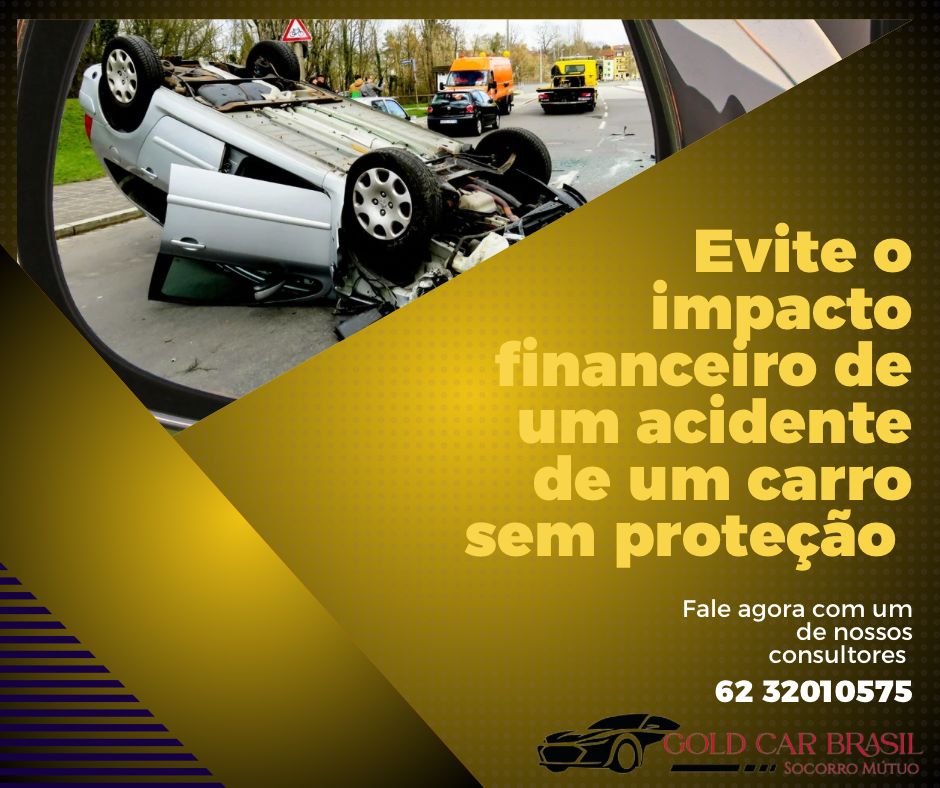 Evite o
impacto
financeiro de
um acidente
de um carro
sem proteção
Fale agora com um
de nossos
consultores
62 32010575
GOLD CAR BRASIL
SOCORRO MÚTUO